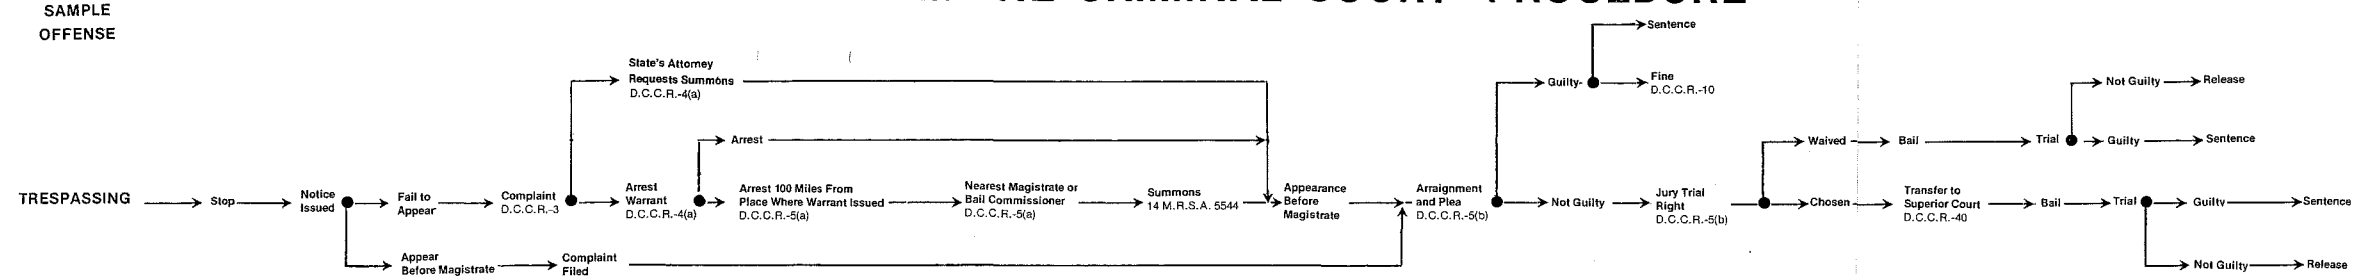 CRIMINAL COURT PROCEDURE
SAMPLE
OFFENSE
Sentence
State's Attorney
Requests Summons
D.C.C.R.-4(a)
Guilty
Fine
D.C.C.R.-10
Not Guilty
Release
Arrest
Waived
Bail
Trial
Guilty
Sentence
TRESPASSING
Stop
Notice
Issued
Fail to
Appear
Complaint
D.C.C.R.-3
Arrest
Warrant
D.C.C.R.-4(a)
Arrest 100 Miles From
Place Where Warrant Issued
D.C.C.R.-5(a)
Nearest Magistrate or
Bail Commissioner
D.C.C.R.-5(a)
Summons
14 M.R.S.A. 5544
Appearance
Before
Magistrate
Arraignment
and Plea
D.C.C.R.-5(b)
Not Guilty
Jury Trial
Right
D.C.C.R.-5(b)
Chosen
Transfer to
Superior Court
D.C.C.R.-40
Bail
Trial
Guilty
Sentence
Appear
Before Magistrate
Complaint
Filed
Not Guilty
Release